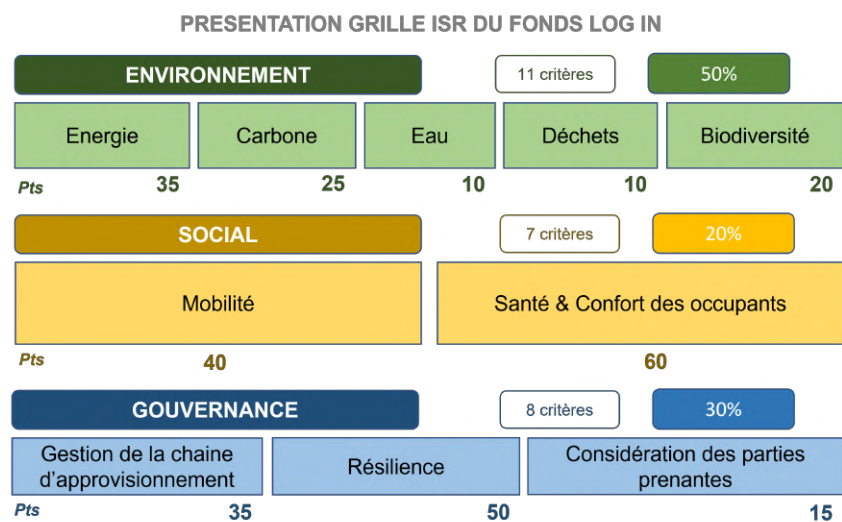 PRESENTATION GRILLE ISR DU FONDS LOG IN
ENVIRONNEMENT 11 critères 50%
Energie Carbone Eau Déchets Biodiversité
Pts 35 25 10 10 20
SOCIAL 7 critères 20%
Mobilité Santé & Confort des occupants
Pts 40 60
GOUVERNANCE 8 critères 30%
Gestion de la chaine
d'approvisionnement
Résilience
Considération des parties
prenantes
Pts 35 50 15